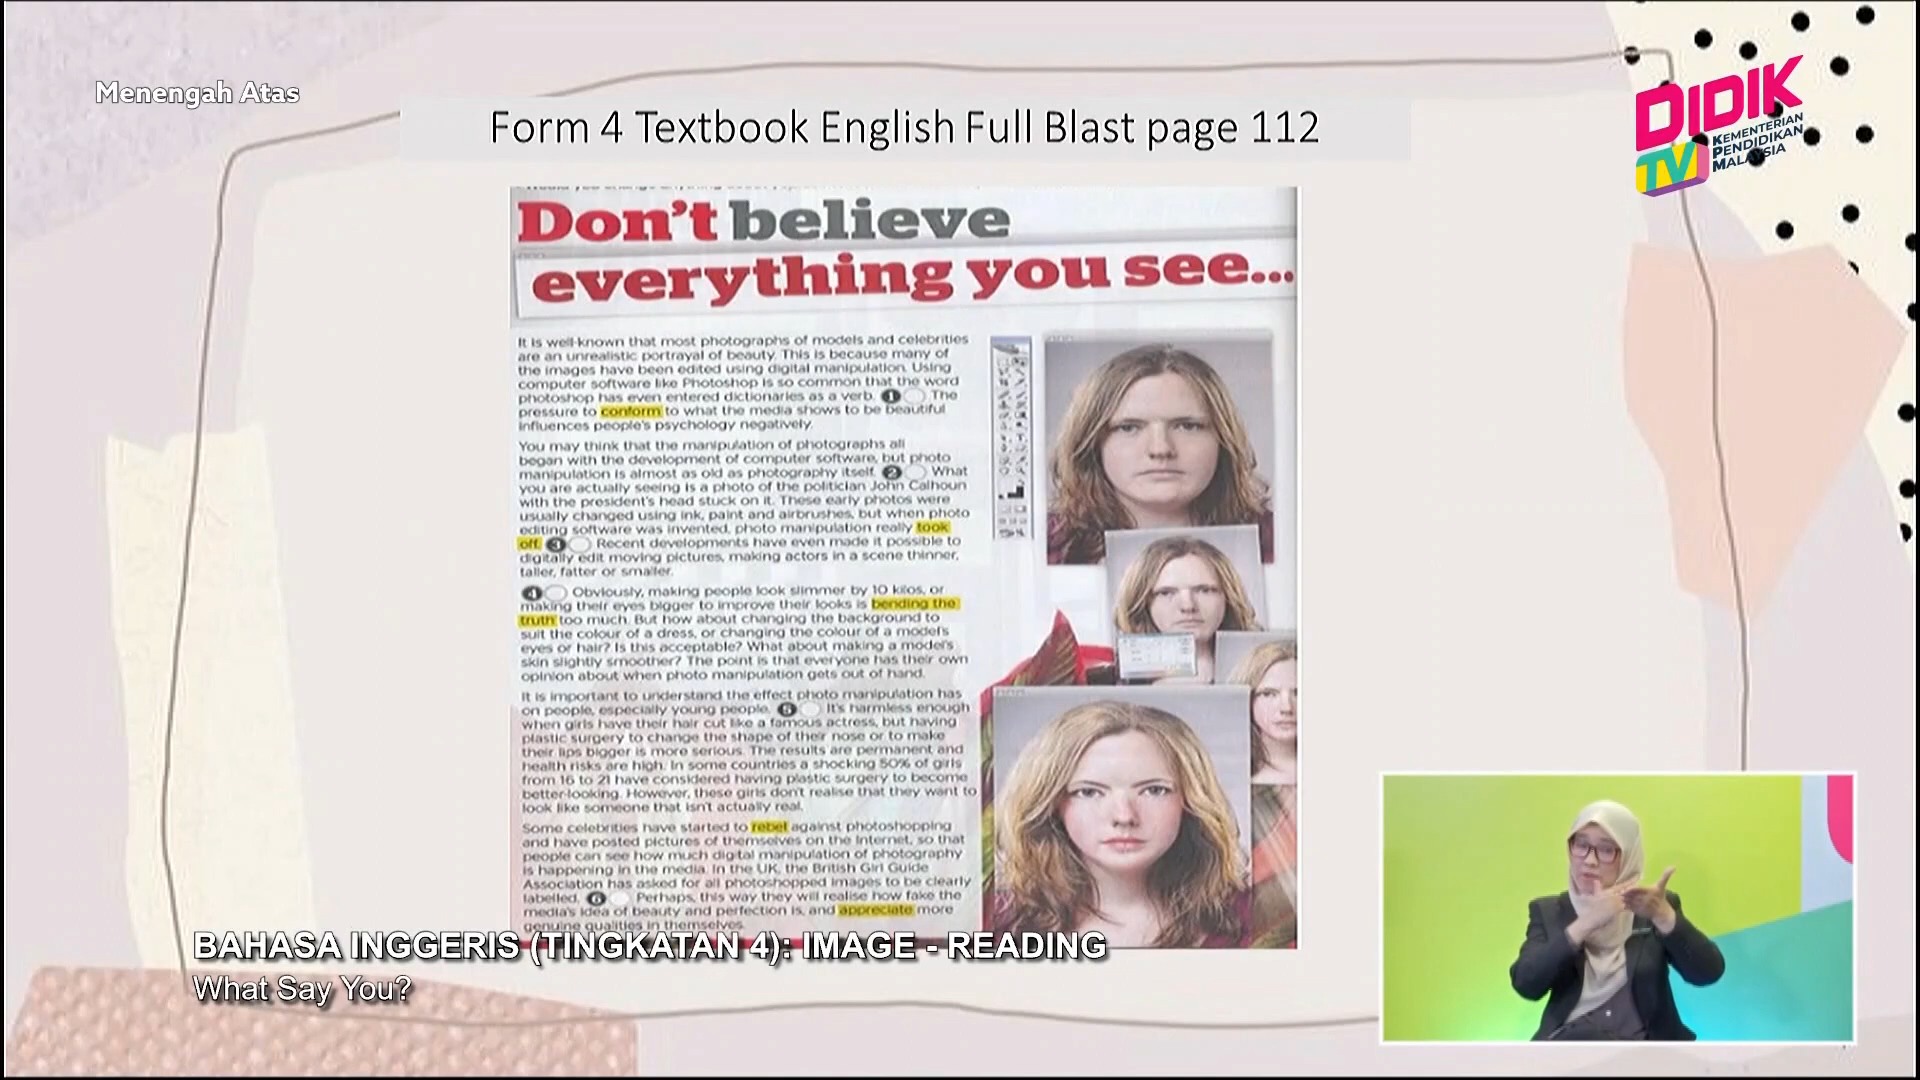 Menengah Atas
DIDIK
TV
KEMENTERIAN
PENDIDIKAN
MALAYSIA
Form 4 Textbook English Full Blast page 112
Don't believe
everything you see...
It is well-known that most photographs of models and celebrities
are an unrealistic portrayal of beauty. This is because many of
the images have been edited using digital manipulation. Using
computer software like Photoshop is so common that the word
photoshop has even entered dictionaries as a verb. 1 The
pressure to conform to what the media shows to be beautiful
influences people's psychology negatively.
You may think that the manipulation of photographs all
began with the development of computer software, but photo
manipulation is almost as old as photography itself. 2 What
you are actually seeing is a photo of the politician John Calhoun
with the president's head stuck on it. These early photos were
usually changed using ink, paint and airbrushes, but when photo
editing software was invented, photo manipulation really took
off. 3 Recent developments have even made it possible to
digitally edit moving pictures, making actors in a scene thinner,
taller, fatter or smaller.
4 Obviously, making people look slimmer by 10 kilos, or
making their eyes bigger to improve their looks is bending the
truth too much. But how about changing the background to
suit the colour of a dress, or changing the colour of a model's
eyes or hair? Is this acceptable? What about making a model's
skin slightly smoother? The point is that everyone has their own
opinion about when photo manipulation gets out of hand.
It is important to understand the effect photo manipulation has
on people, especially young people. 5 It's harmless enough
when girls have their hair cut like a famous actress, but having
plastic surgery to change the shape of their nose or to make
their lips bigger is more serious. The results are permanent and
health risks are high. In some countries a shocking 50% of girls
from 16 to 21 have considered having plastic surgery to become
better-looking. However, these girls don't realise that they want to
look like someone that isn't actually real.
Some celebrities have started to rebel against photoshopping
and have posted pictures of themselves on the Internet, so that
people can see how much digital manipulation of photography
is happening in the media. In the UK, the British Girl Guide
Association has asked for all photoshopped images to be clearly
labelled. 6 Perhaps, this way they will realise how fake the
media's idea of beauty and perfection is, and appreciate more
genuine qualities in themselves.
BAHASA INGGERIS (TINGKATAN 4): IMAGE - READING
What Say You?